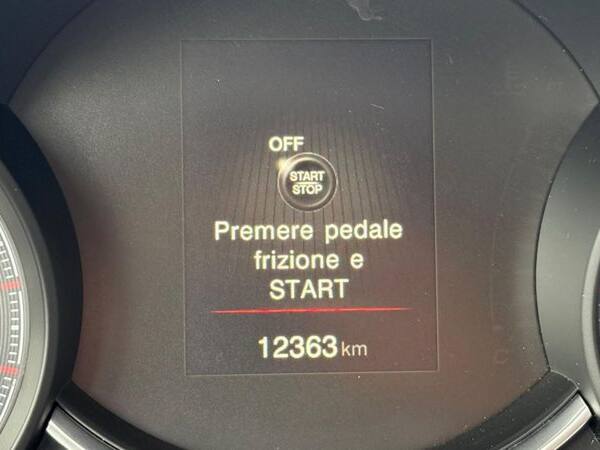 OFF
START
STOP
Premere pedale
frizione e
START
12363 km